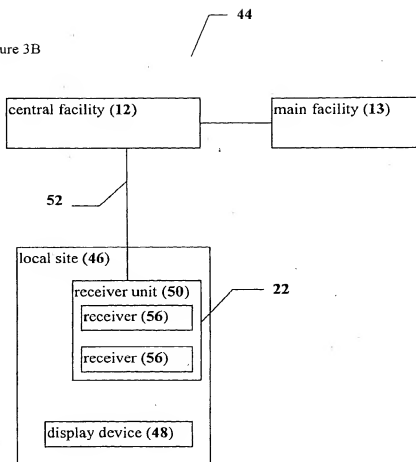 44
ure 3B
central facility (12)
main facility (13)
52
local site (46)
receiver unit (50)
22
receiver (56)
receiver (56)
display device (48)